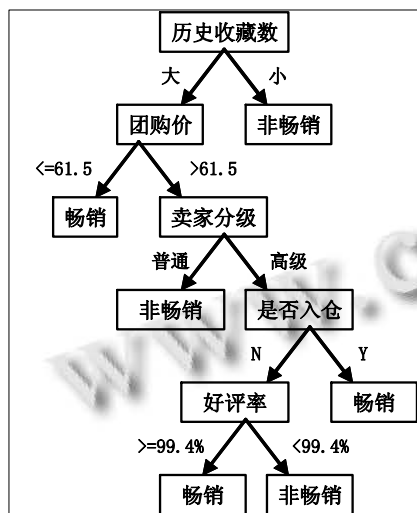 历史收藏数
大 小
团购价 非畅销
<=61.5 >61.5
畅销 卖家分级
普通 高级
非畅销 是否入仓
N Y
好评率 畅销
>=99.4% <99.4%
畅销 非畅销
www.c